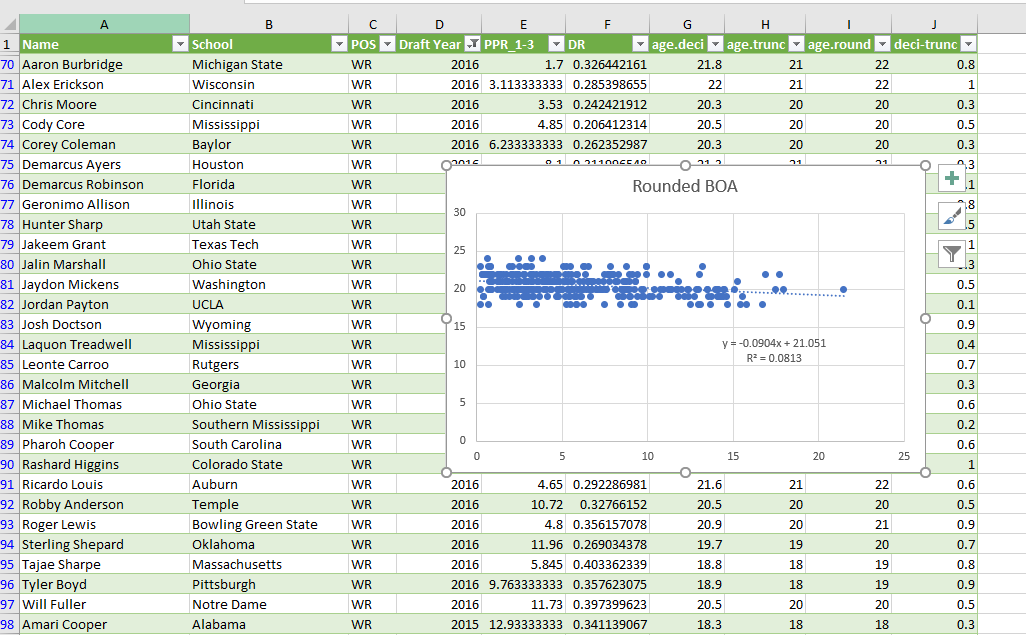 A B C D E F G H I J
1 Name School POS Draft Year PPR_1-3 DR age.deci age.trunc age.round deci-trunc
70 Aaron Burbridge Michigan State WR 2016 1.7 0.326442161 21.8 21 22 0.8
71 Alex Erickson Wisconsin WR 2016 3.113333333 0.285398655 22 21 22 1
72 Chris Moore Cincinnati WR 2016 3.53 0.242421912 20.3 20 20 0.3
73 Cody Core Mississippi WR 2016 4.85 0.206412314 20.5 20 20 0.5
74 Corey Coleman Baylor WR 2016 6.233333333 0.262352987 20.3 20 20 0.3
75 Demarcus Ayers Houston WR 2016 .3
76 Demarcus Robinson Florida WR .1
77 Geronimo Allison Illinois WR .8
78 Hunter Sharp Utah State WR .5
79 Jakeem Grant Texas Tech WR 1
80 Jalin Marshall Ohio State WR .3
81 Jaydon Mickens Washington WR 0.5
82 Jordan Payton UCLA WR 0.1
83 Josh Doctson Wyoming WR 0.9
84 Laquon Treadwell Mississippi WR 0.4
85 Leonte Carroo Rutgers WR 0.7
86 Malcolm Mitchell Georgia WR 0.3
87 Michael Thomas Ohio State WR 0.6
88 Mike Thomas Southern Mississippi WR 0.2
89 Pharoh Cooper South Carolina WR 0.6
90 Rashard Higgins Colorado State WR 1
Rounded BOA
30
25
20
15
10
5
0
y = -0.0904x + 21.051
R² = 0.0813
0 5 10 15 20 25
91 Ricardo Louis Auburn WR 2016 4.65 0.292286981 21.6 21 22 0.6
92 Robby Anderson Temple WR 2016 10.72 0.32766152 20.5 20 20 0.5
93 Roger Lewis Bowling Green State WR 2016 4.8 0.356157078 20.9 20 21 0.9
94 Sterling Shepard Oklahoma WR 2016 11.96 0.269034378 19.7 19 20 0.7
95 Tajae Sharpe Massachusetts WR 2016 5.845 0.403362339 18.8 18 19 0.8
96 Tyler Boyd Pittsburgh WR 2016 9.763333333 0.357623075 18.9 18 19 0.9
97 Will Fuller Notre Dame WR 2016 11.73 0.397399623 20.5 20 20 0.5
98 Amari Cooper Alabama WR 2015 12.93333333 0.341139067 18.3 18 18 0.3